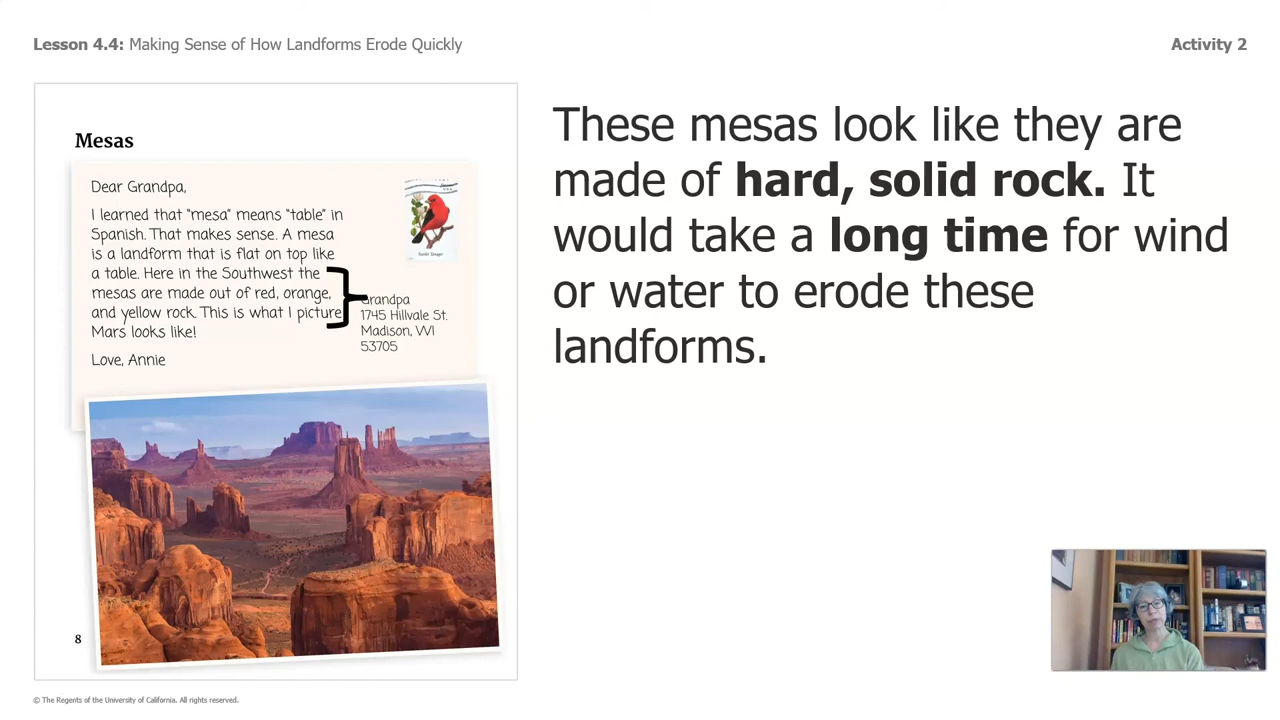 Lesson 4.4: Making Sense of How Landforms Erode Quickly
Activity 2
Mesas
Dear Grandpa,
I learned that “mesa” means “table” in
Spanish. That makes sense. A mesa
is a landform that is flat on top like
a table. Here in the Southwest the
mesas are made out of red, orange,
and yellow rock. This is what I picture
Mars looks like!
Love, Annie
Grandpa
1745 Hillvale St.
Madison, WI
53705
8
These mesas look like they are
made of hard, solid rock. It
would take a long time for wind
or water to erode these
landforms.
© The Regents of the University of California. All rights reserved.